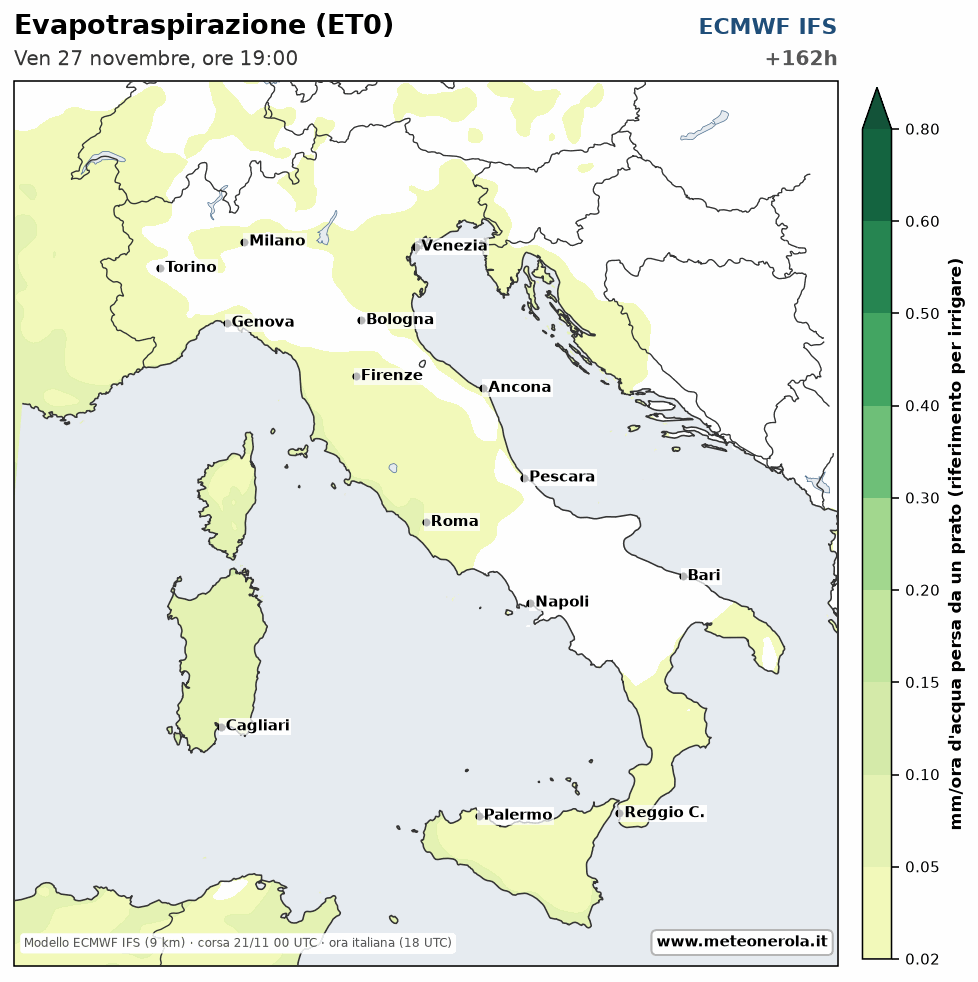 Evapotraspirazione (ET0)
ECMWF IFS
Ven 27 novembre, ore 19:00
+162h
0.80
0.60
0.50
0.40
0.30
0.20
0.15
0.10
0.05
0.02
mm/ora d'acqua persa da un prato (riferimento per irrigare)
Milano
Venezia
Torino
Genova
Bologna
Firenze
Ancona
Pescara
Roma
Bari
Napoli
Cagliari
Palermo
Reggio C.
Modello ECMWF IFS (9 km) · corsa 21/11 00 UTC · ora italiana (18 UTC)
www.meteonerola.it